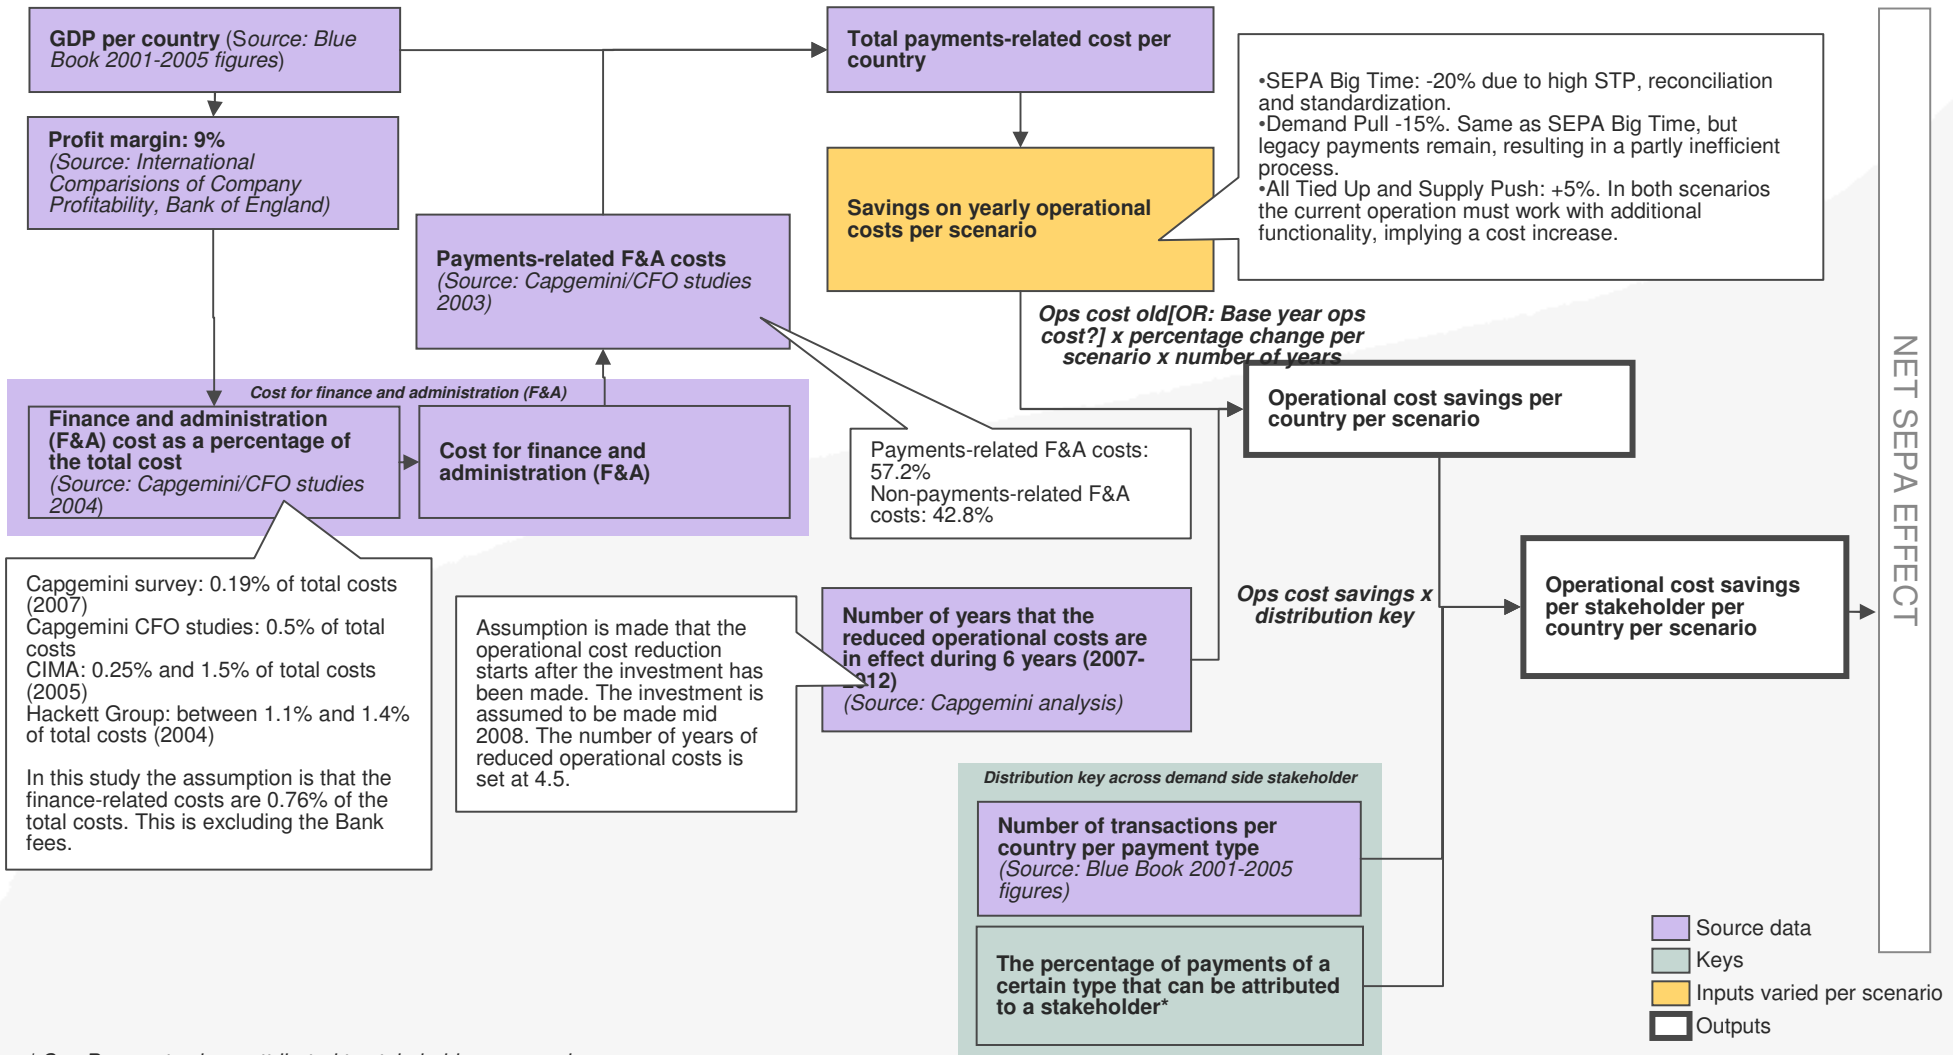 GDP per country (Source: Blue
Book 2001-2005 figures)
Profit margin: 9%
(Source: International
Comparisions of Company
Profitability, Bank of England)
Payments-related F&A costs
(Source: Capgemini/CFO studies
2003)
Total payments-related cost per
country
Savings on yearly operational
costs per scenario
•SEPA Big Time: -20% due to high STP, reconciliation
and standardization.
•Demand Pull -15%. Same as SEPA Big Time, but
legacy payments remain, resulting in a partly inefficient
process.
•All Tied Up and Supply Push: +5%. In both scenarios
the current operation must work with additional
functionality, implying a cost increase.
Ops cost old[OR: Base year ops
cost?] x percentage change per
scenario x number of years
Cost for finance and administration (F&A)
Finance and administration
(F&A) cost as a percentage of
the total cost
(Source: Capgemini/CFO studies
2004)
Cost for finance and
administration (F&A)
Payments-related F&A costs:
57.2%
Non-payments-related F&A
costs: 42.8%
Operational cost savings per
country per scenario
Capgemini survey: 0.19% of total costs
(2007)
Capgemini CFO studies: 0.5% of total
costs
CIMA: 0.25% and 1.5% of total costs
(2005)
Hackett Group: between 1.1% and 1.4%
of total costs (2004)
In this study the assumption is that the
finance-related costs are 0.76% of the
total costs. This is excluding the Bank
fees.
Assumption is made that the
operational cost reduction
starts after the investment has
been made. The investment is
assumed to be made mid
2008. The number of years of
reduced operational costs is
set at 4.5.
Number of years that the
reduced operational costs are
in effect during 6 years (2007-
2012)
(Source: Capgemini analysis)
Ops cost savings x
distribution key
Operational cost savings
per stakeholder per
country per scenario
NET SEPA EFFECT
Distribution key across demand side stakeholder
Number of transactions per
country per payment type
(Source: Blue Book 2001-2005
figures)
The percentage of payments of a
certain type that can be attributed
to a stakeholder*
Source data
Keys
Inputs varied per scenario
Outputs